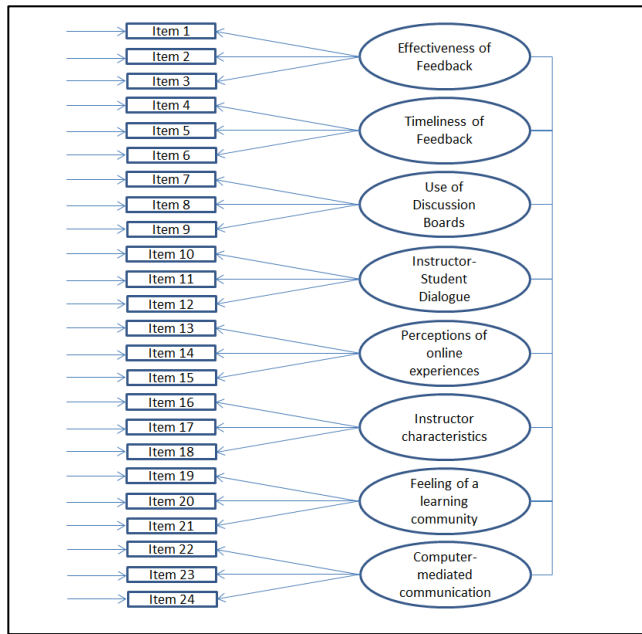 Item 1
Item 2
Item 3
Item 4
Item 5
Item 6
Item 7
Item 8
Item 9
Item 10
Item 11
Item 12
Item 13
Item 14
Item 15
Item 16
Item 17
Item 18
Item 19
Item 20
Item 21
Item 22
Item 23
Item 24
Effectiveness of
Feedback
Timeliness of
Feedback
Use of
Discussion
Boards
Instructor-
Student
Dialogue
Perceptions of
online
experiences
Instructor
characteristics
Feeling of a
learning
community
Computer-
mediated
communication